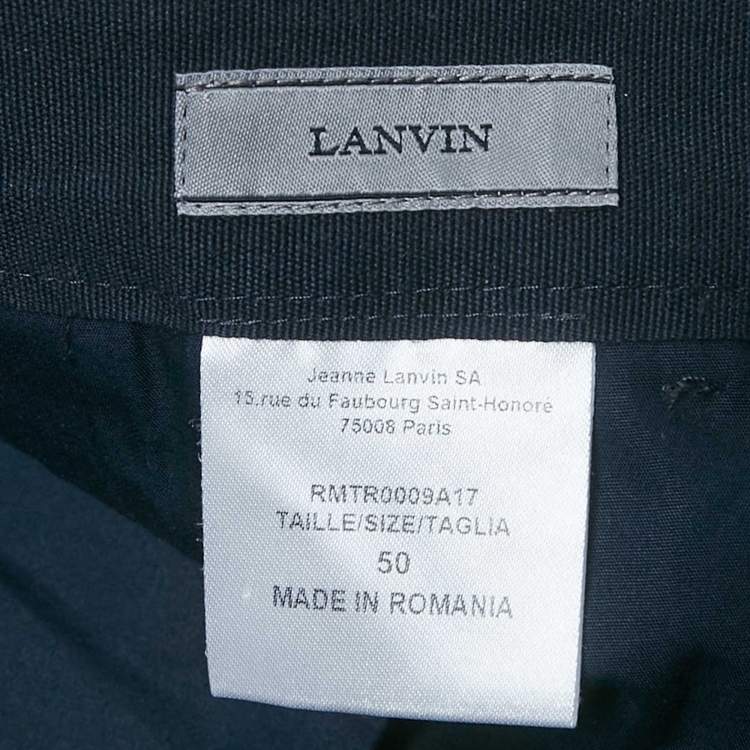 LANVIN
Jeanne Lanvin SA
15.rue du Faubourg Saint-Honoré
75008 Paris
RMTR0009A17
TAILLE/SIZE/TAGLIA
50
MADE IN ROMANIA